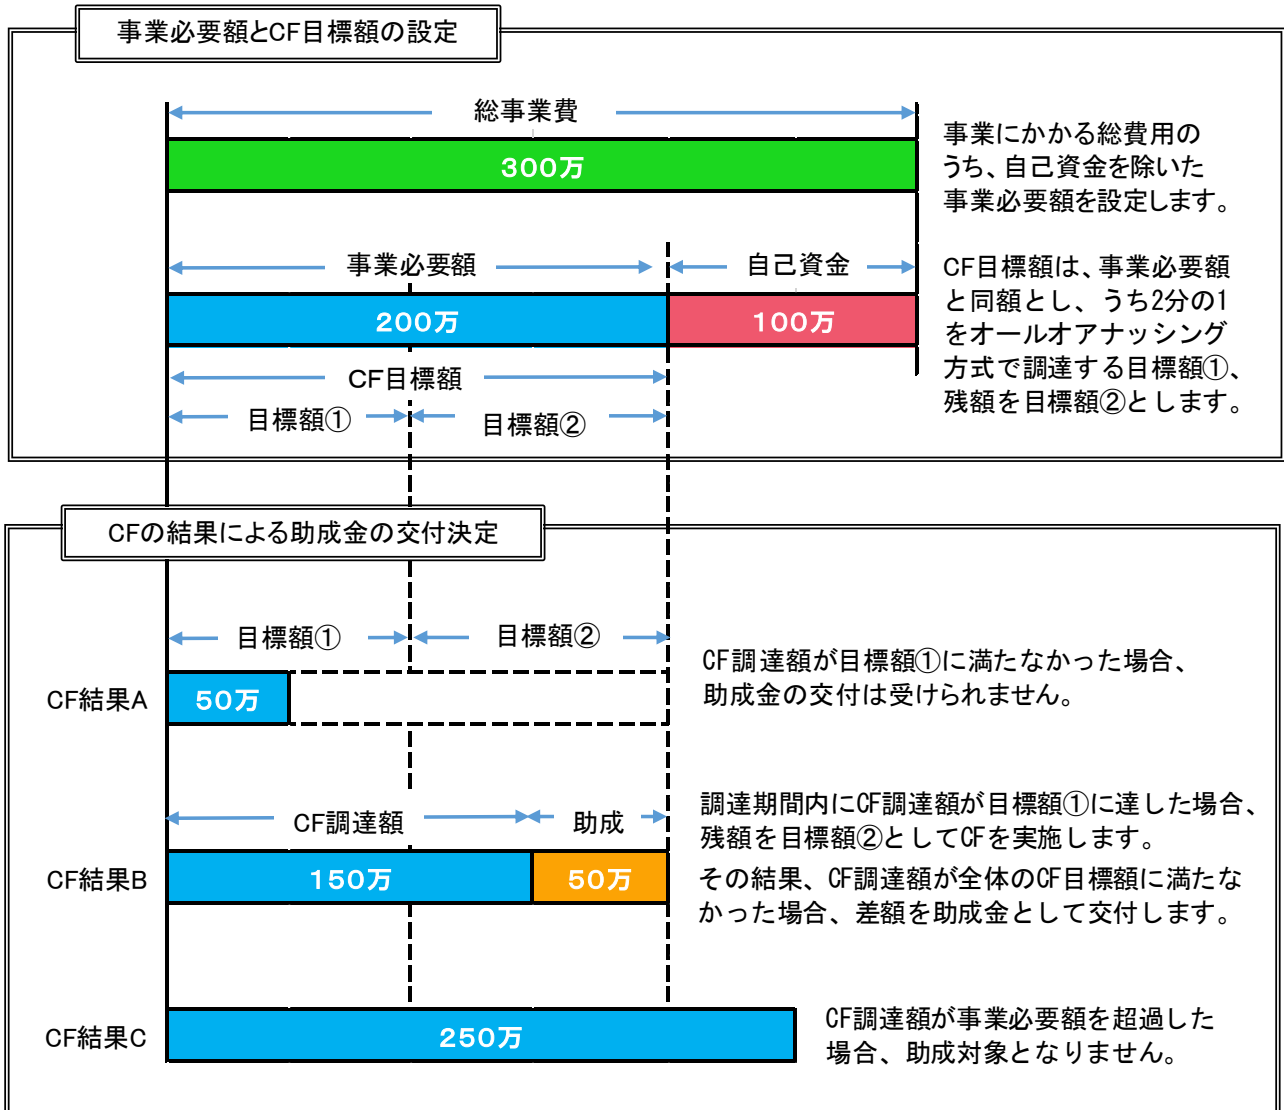 事業必要額とCF目標額の設定
総事業費
300万
事業にかかる総費用の
うち、自己資金を除いた
事業必要額を設定します。
事業必要額
自己資金
200万
100万
CF目標額
目標額①
目標額②
CF目標額は、事業必要額
と同額とし、うち2分の1
をオールオアナッシング
方式で調達する目標額①、
残額を目標額②とします。
CFの結果による助成金の交付決定
目標額①
目標額②
CF結果A
50万
CF調達額が目標額①に満たなかった場合、
助成金の交付は受けられません。
CF調達額
助成
CF結果B
150万
50万
調達期間内にCF調達額が目標額①に達した場合、
残額を目標額②としてCFを実施します。
その結果、CF調達額が全体のCF目標額に満たな
かった場合、差額を助成金として交付します。
CF結果C
250万
CF調達額が事業必要額を超過した
場合、助成対象となりません。